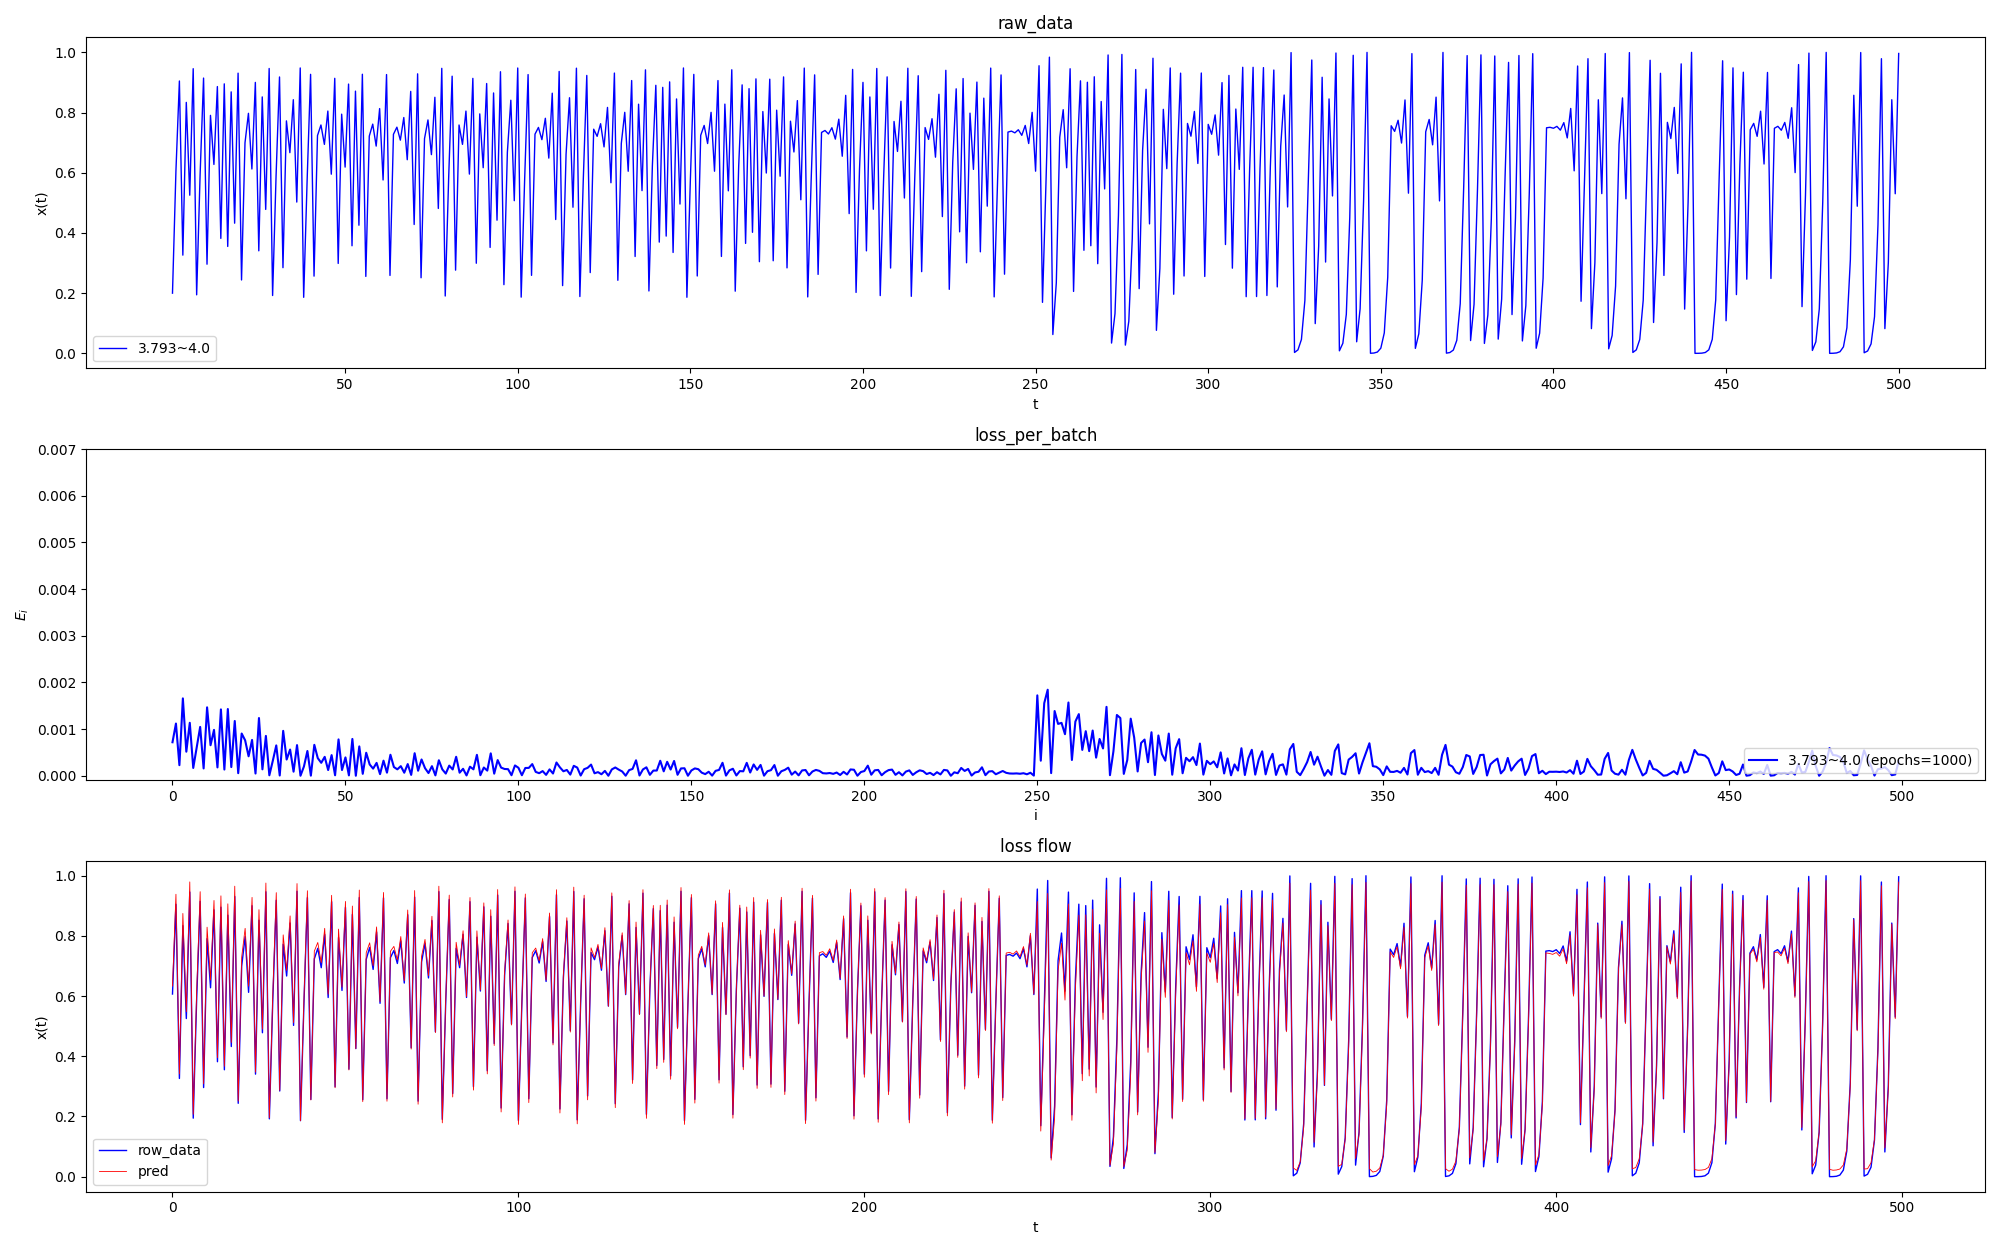 raw_data
1.0
0.8
0.6
0.4
0.2
0.0
x(t)
3.793~4.0
50 100 150 200 250 300 350 400 450 500
t
loss_per_batch
0.007
0.006
0.005
0.004
0.003
0.002
0.001
0.000
E_i
3.793~4.0 (epochs=1000)
0 50 100 150 200 250 300 350 400 450 500
i
loss flow
1.0
0.8
0.6
0.4
0.2
0.0
x(t)
row_data
pred
0 100 200 300 400 500
t